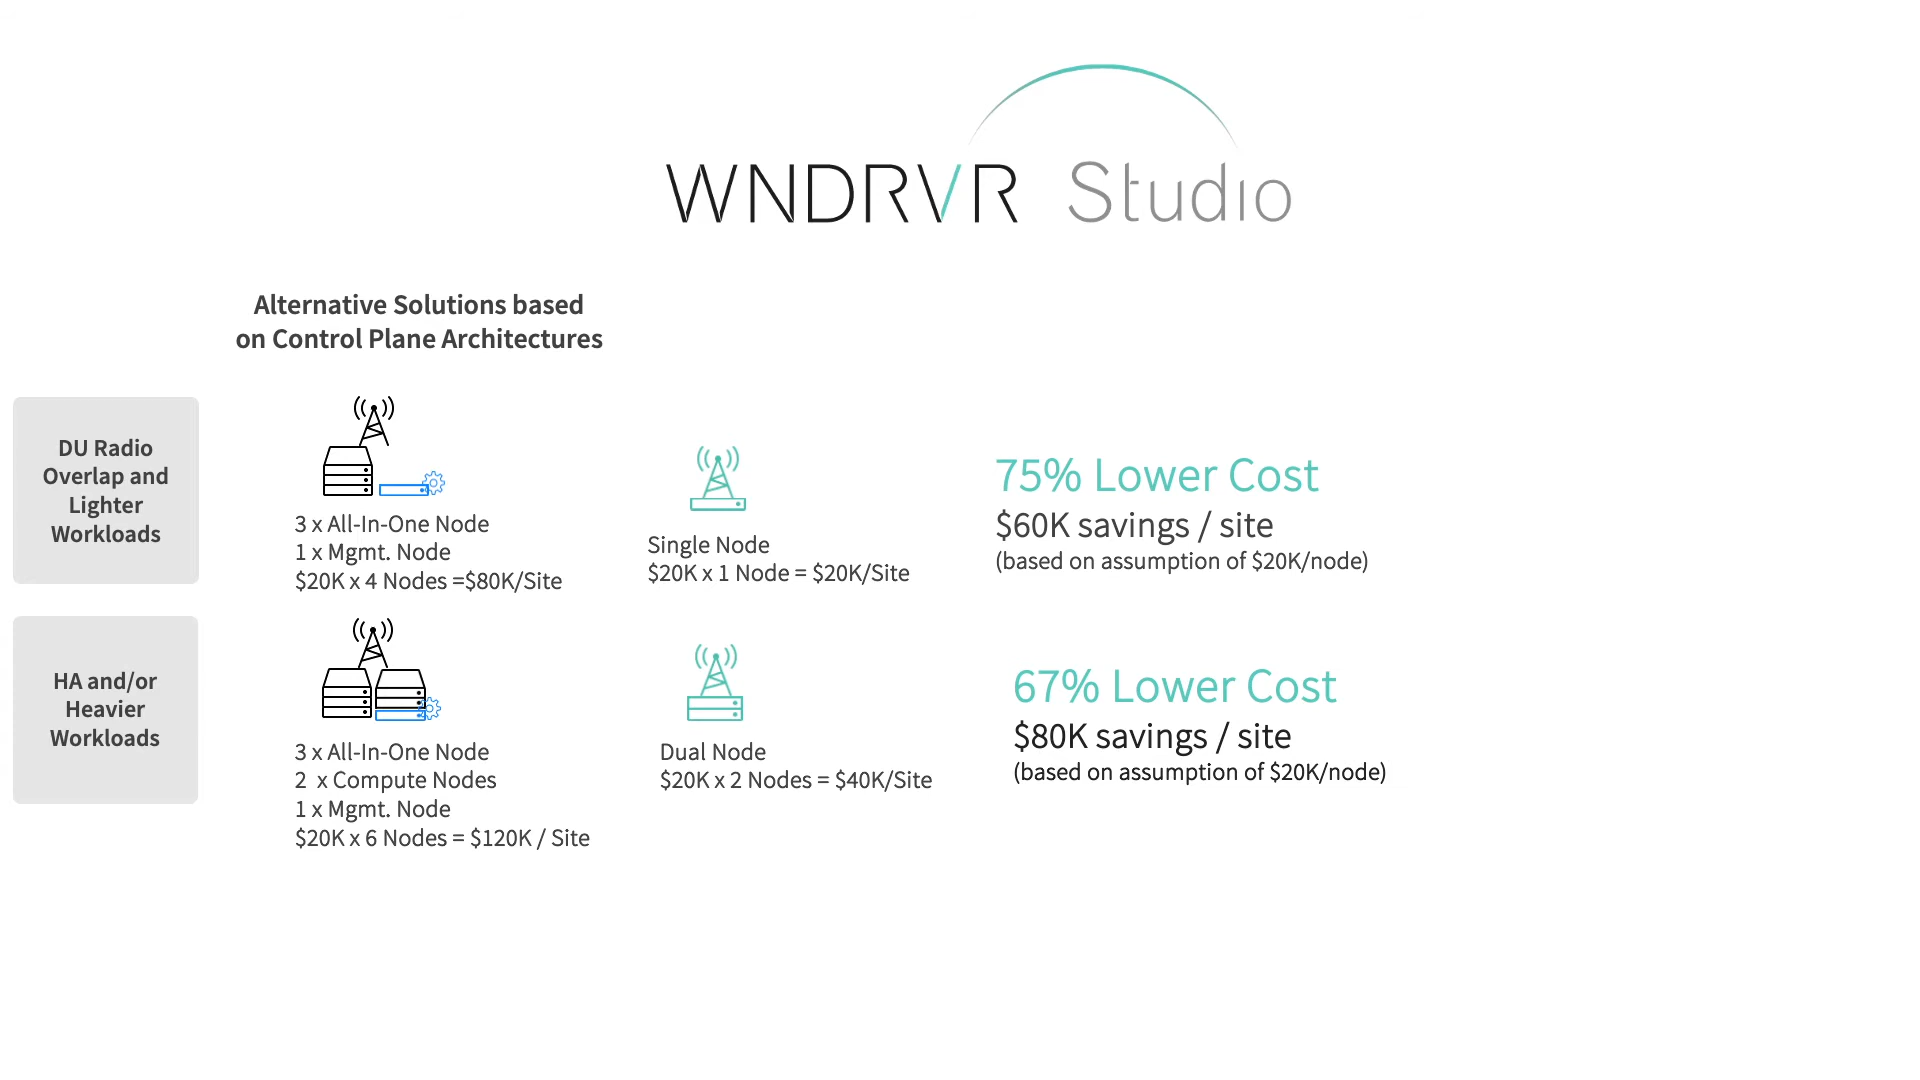 WNDRVR Studio
Alternative Solutions based
on Control Plane Architectures
DU Radio
Overlap and
Lighter
Workloads
3 x All-In-One Node
1 x Mgmt. Node
$20K x 4 Nodes =$80K/Site
Single Node
$20K x 1 Node = $20K/Site
75% Lower Cost
$60K savings / site
(based on assumption of $20K/node)
HA and/or
Heavier
Workloads
3 x All-In-One Node
2  x Compute Nodes
1 x Mgmt. Node
$20K x 6 Nodes = $120K / Site
Dual Node
$20K x 2 Nodes = $40K/Site
67% Lower Cost
$80K savings / site
(based on assumption of $20K/node)